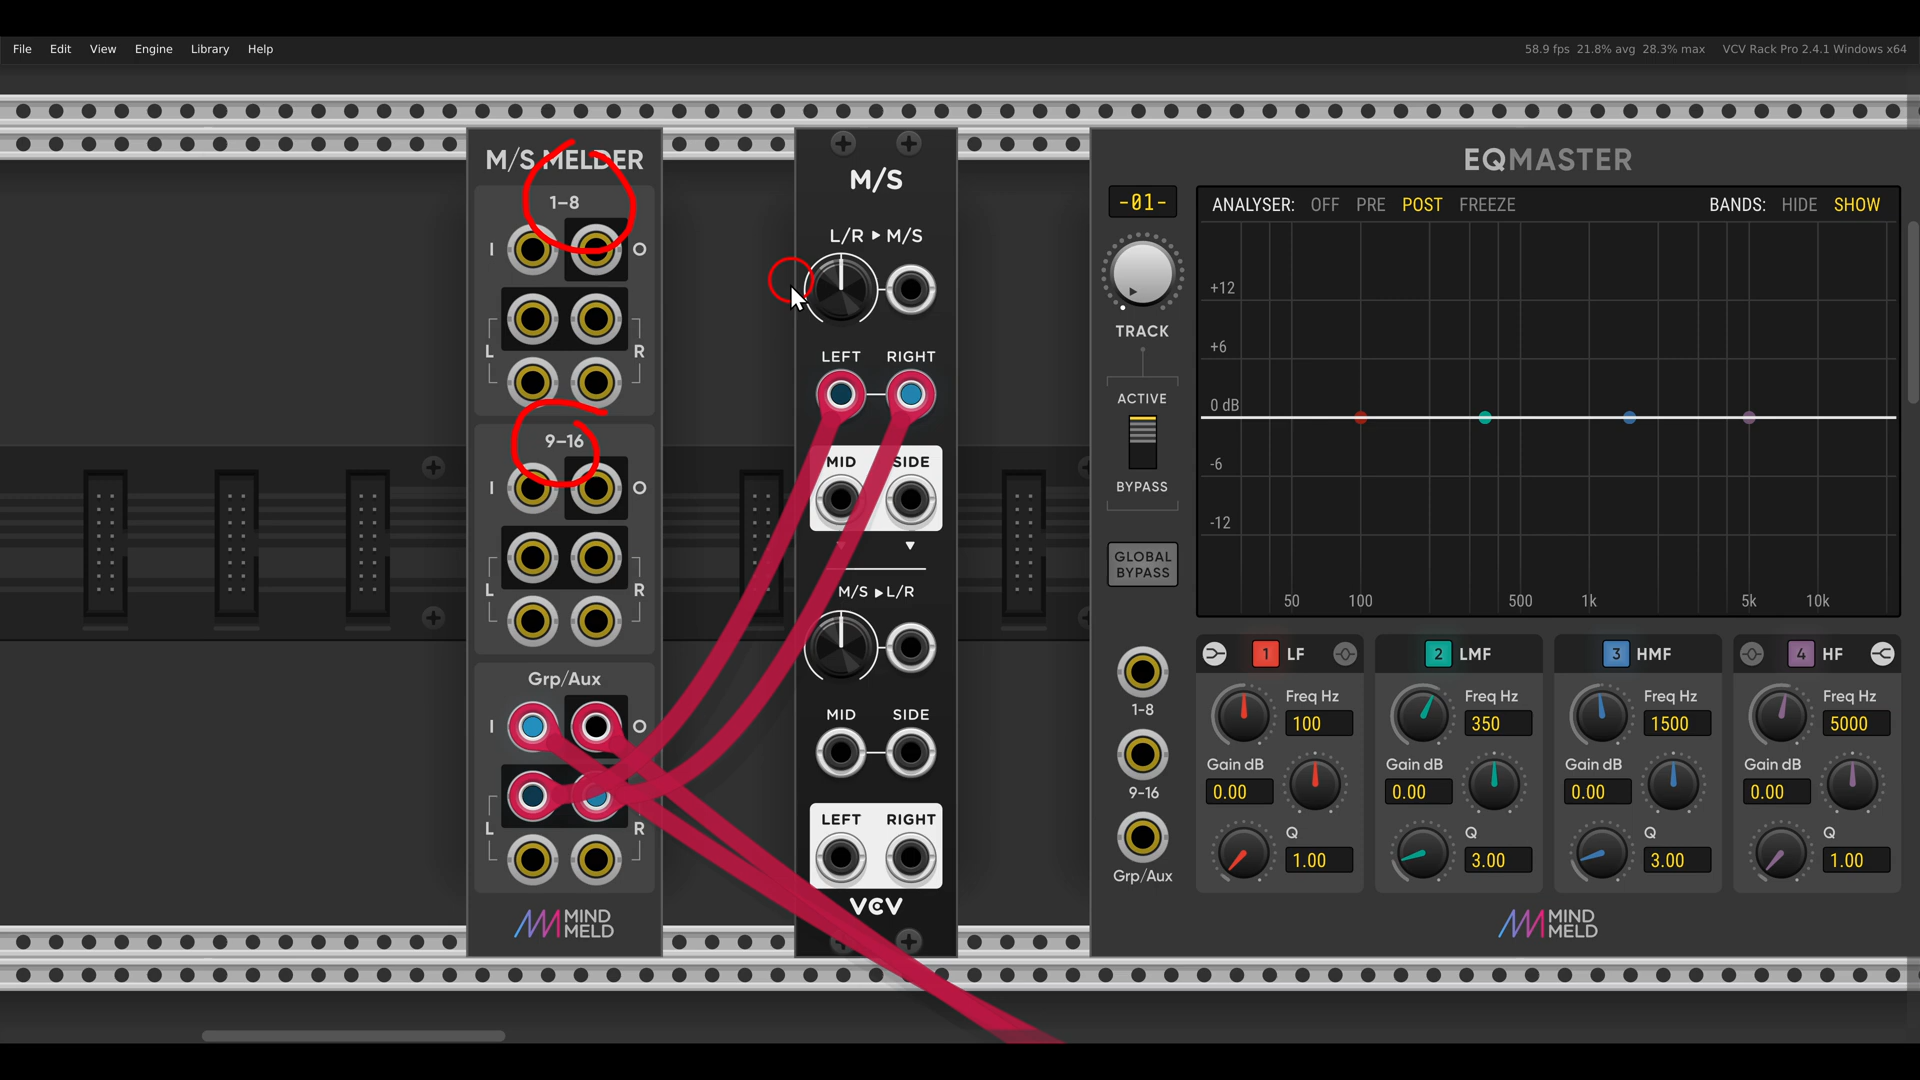 File Edit View Engine Library Help
58.9 fps 21.8% avg 28.3% max VCV Rack Pro 2.4.1 Windows x64
M/S MELDER
1–8
I O
L R
9–16
I O
L R
Grp/Aux
I O
L R
MIND
MELD
M/S
L/R ▶ M/S
LEFT RIGHT
MID SIDE
M/S ▶ L/R
MID SIDE
LEFT RIGHT
VCV
EQMASTER
-01-
TRACK
ACTIVE
BYPASS
GLOBAL
BYPASS
1–8
9–16
Grp/Aux
ANALYSER: OFF PRE POST FREEZE BANDS: HIDE SHOW
+12
+6
0 dB
-6
-12
50 100 500 1k 5k 10k
1 LF
Freq Hz
100
Gain dB
0.00
Q
1.00
2 LMF
Freq Hz
350
Gain dB
0.00
Q
3.00
3 HMF
Freq Hz
1500
Gain dB
0.00
Q
3.00
4 HF
Freq Hz
5000
Gain dB
0.00
Q
1.00
MIND
MELD